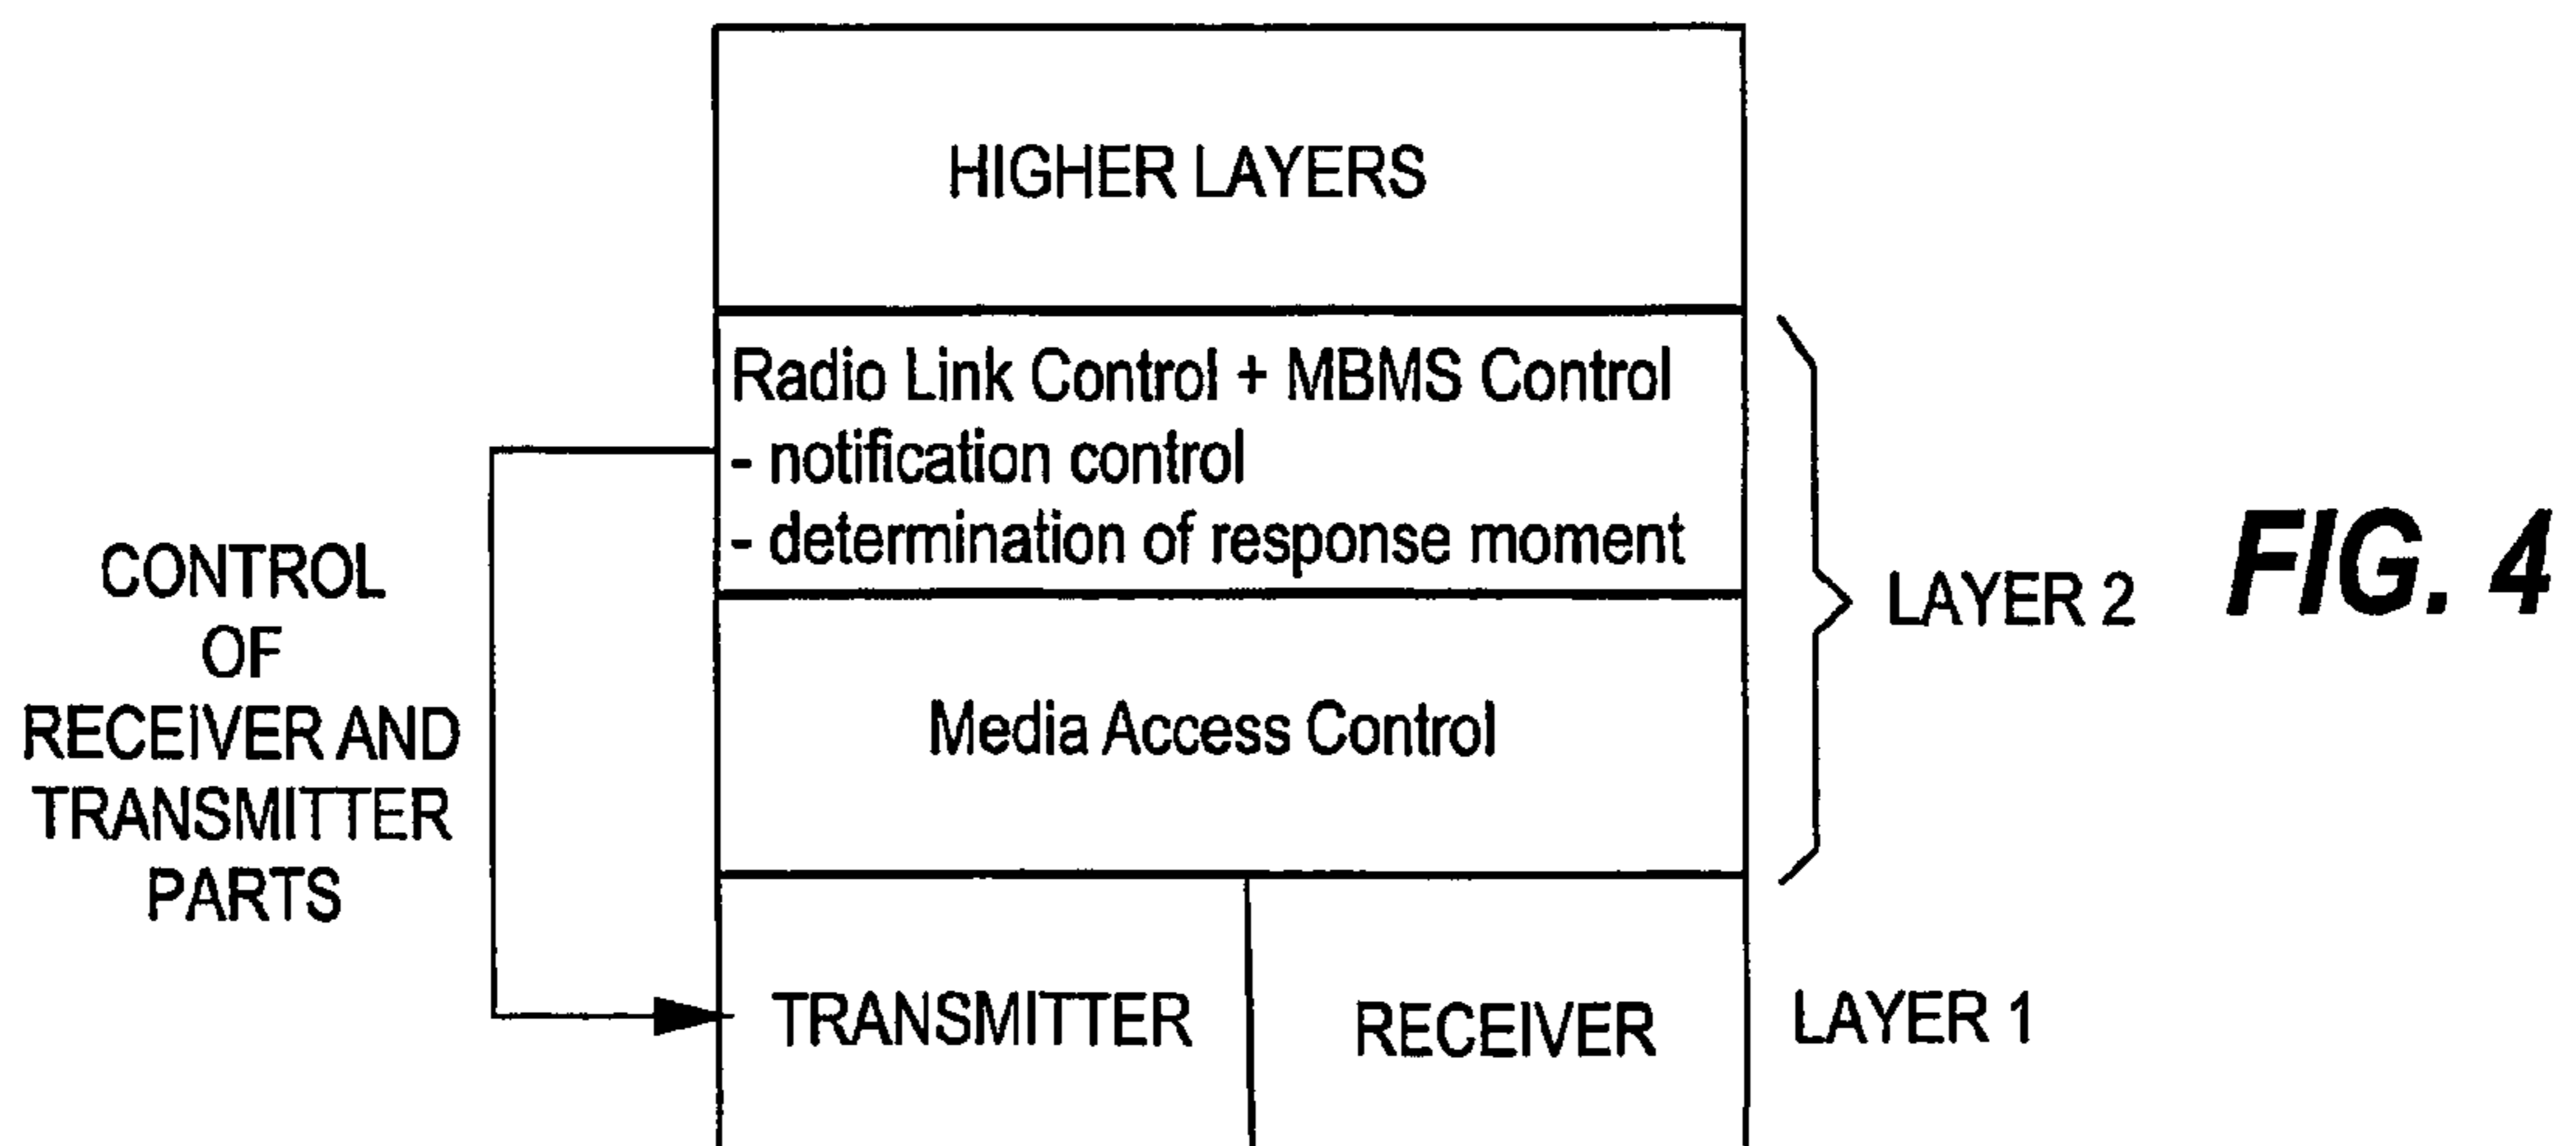 HIGHER LAYERS
Radio Link Control + MBMS Control
- notification control
- determination of response moment
CONTROL
OF
RECEIVER AND
TRANSMITTER
PARTS
Media Access Control
LAYER 2
FIG. 4
TRANSMITTER
RECEIVER
LAYER 1